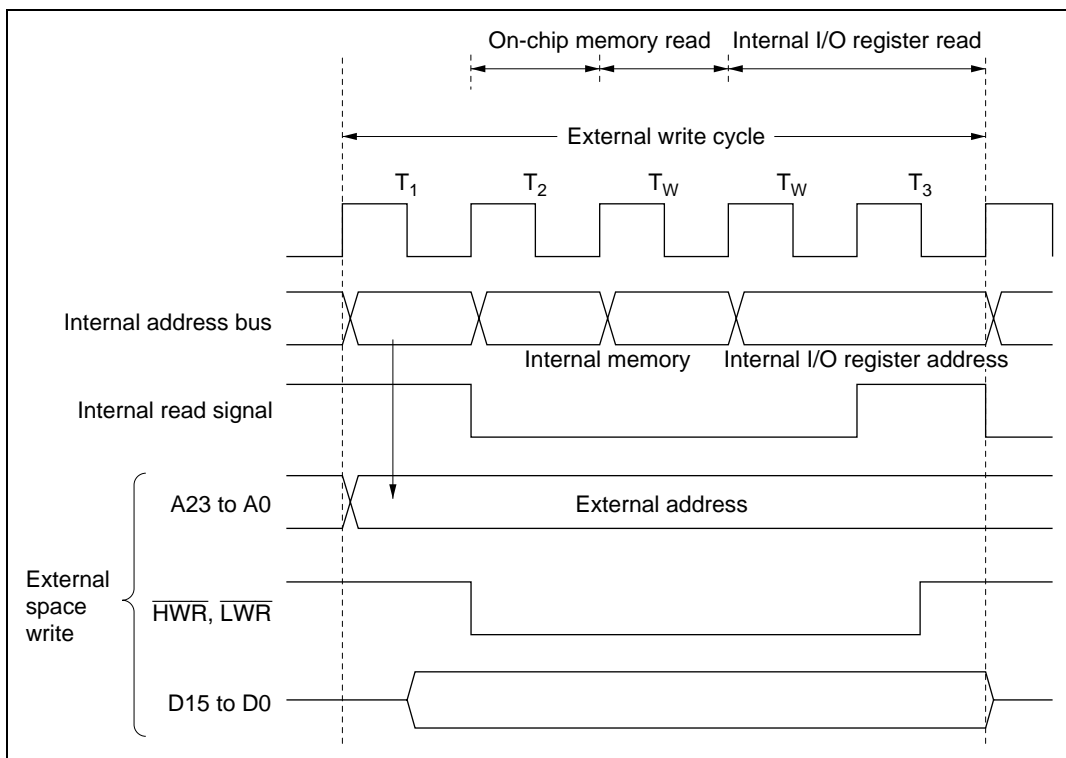 On-chip memory read Internal I/O register read
External write cycle
T1 T2 TW TW T3
Internal address bus
Internal memory Internal I/O register address
Internal read signal
A23 to A0 External address
External
space
write
HWR, LWR
D15 to D0